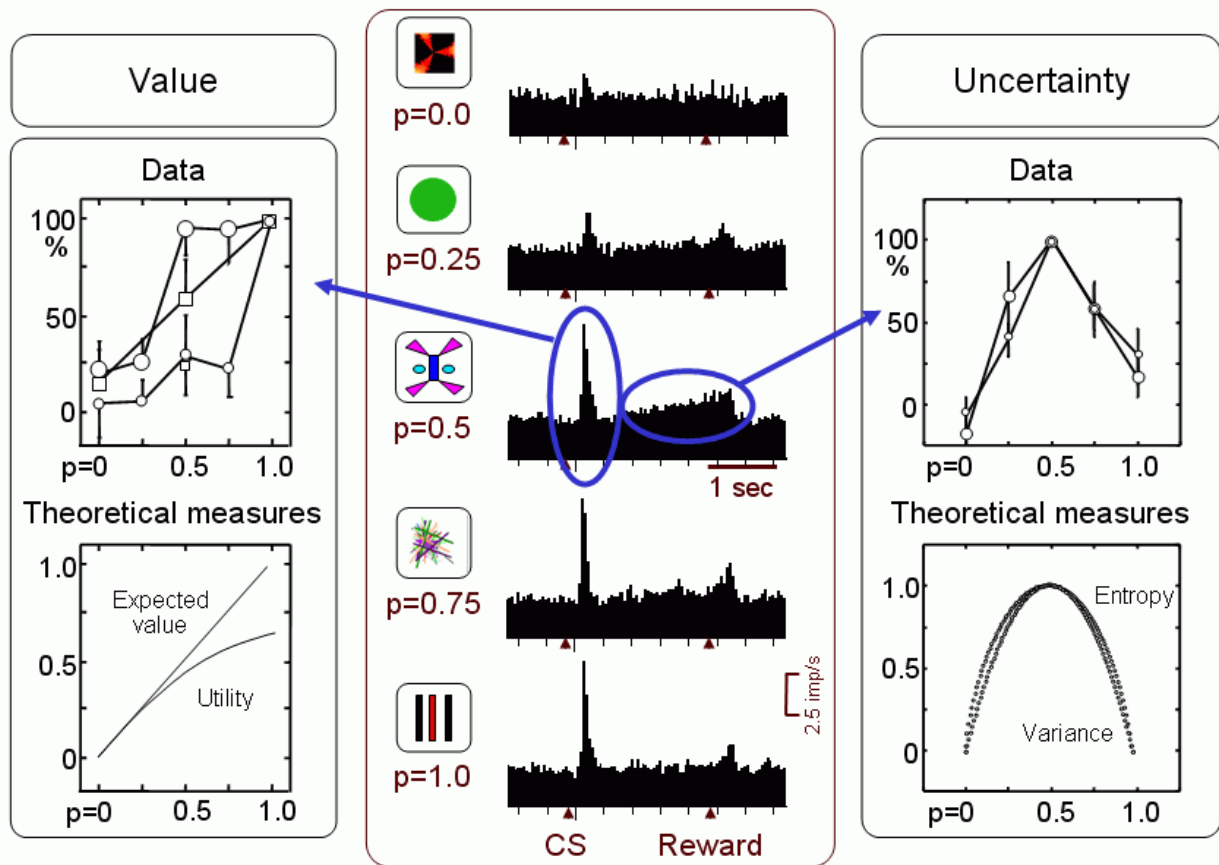 Value
Data
100
%
50
0
p=0 0.5 1.0
Theoretical measures
1.0
Expected
value
0.5
Utility
0
p=0 0.5 1.0
p=0.0
p=0.25
p=0.5
1 sec
p=0.75
2.5 imp/s
p=1.0
CS Reward
Uncertainty
Data
100
%
50
0
p=0 0.5 1.0
Theoretical measures
1.0
Entropy
0.5
Variance
0
p=0 0.5 1.0